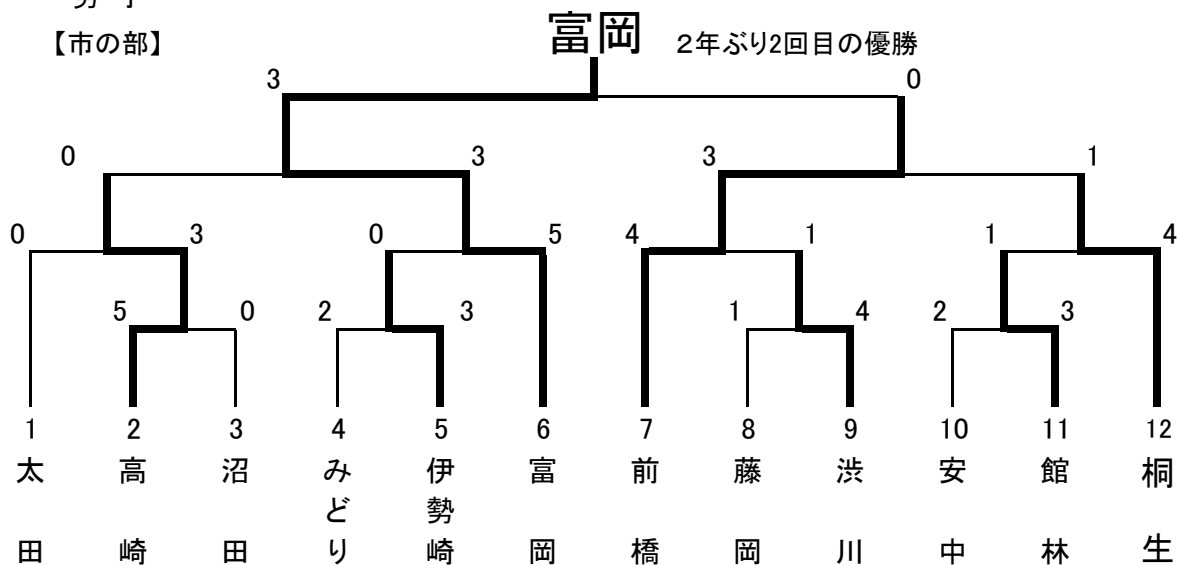 【市の部】
富岡 2年ぶり2回目の優勝
3 0
0 3 3 1
0 3 0 5 4 1 1 4
5 0 2 3 1 4 2 3
1 2 3 4 5 6 7 8 9 10 11 12
太田
高崎
沼田
みどり
伊勢崎
富岡
前橋
藤岡
渋川
安中
館林
桐生